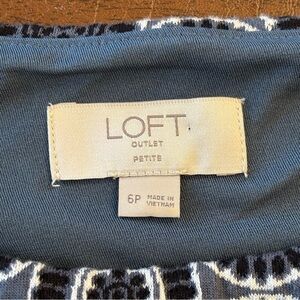 LOFT
OUTLET
PETITE
6P MADE IN
VIETNAM